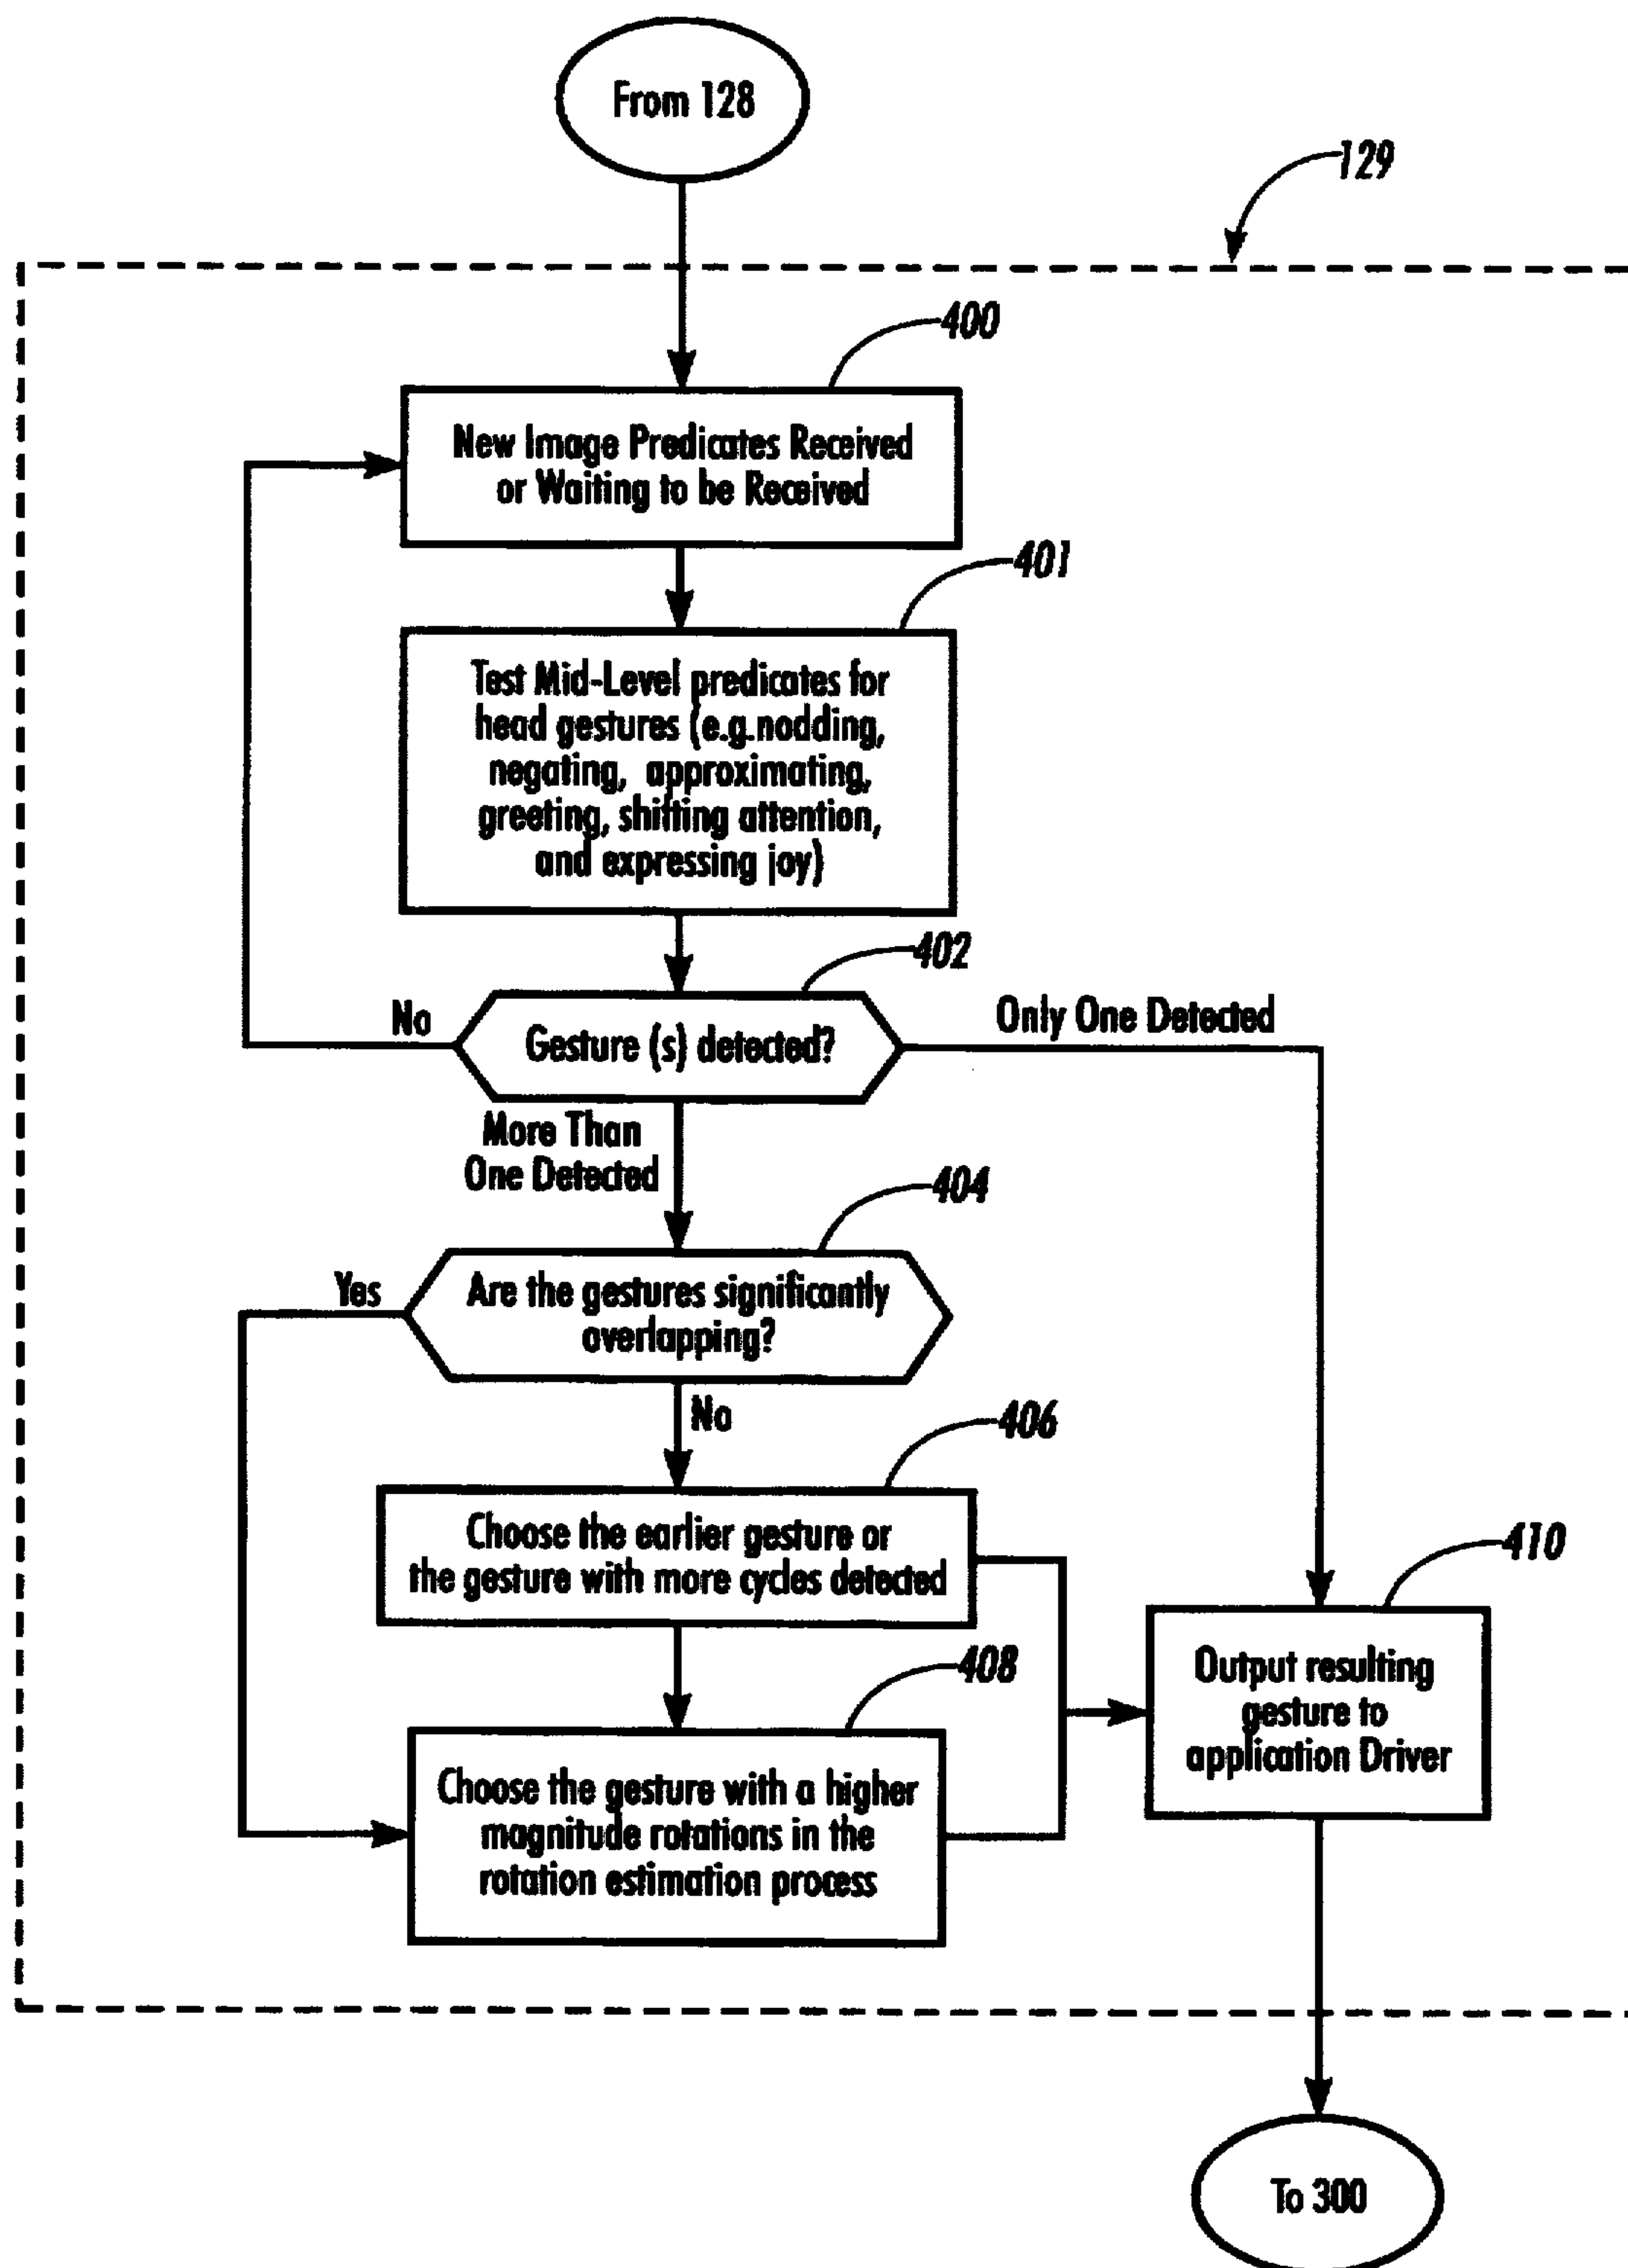 From 128
129
400
New Image Predicates Received
or Waiting to be Received
401
Test Mid-Level predicates for
head gestures (e.g.nodding,
negating, approximating,
greeting, shifting attention,
and expressing joy)
402
No
Gesture (s) detected?
Only One Detected
More Than
One Detected
404
Yes
Are the gestures significantly
overlapping?
No
406
Choose the earlier gesture or
the gesture with more cycles detected
410
408
Output resulting
gesture to
application Driver
Choose the gesture with a higher
magnitude rotations in the
rotation estimation process
To 300